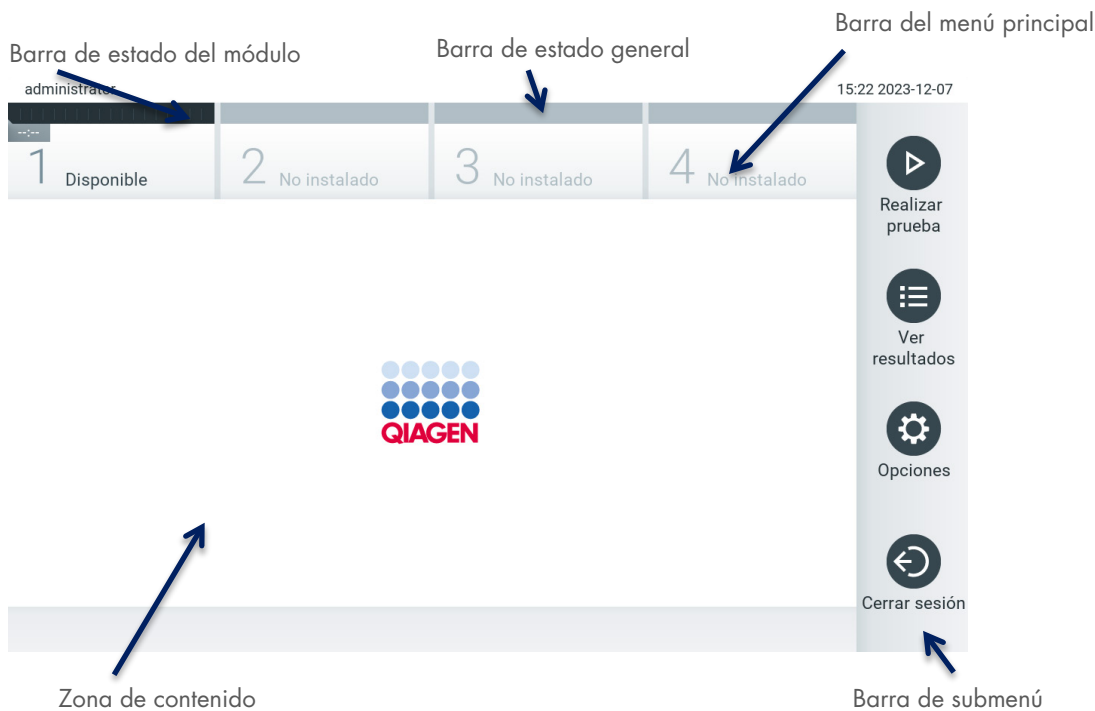 Barra del menú principal
Barra de estado del módulo
Barra de estado general
administrator
15:22 2023-12-07
--:--
1 Disponible
2 No instalado
3 No instalado
4 No instalado
Realizar
prueba
Ver
resultados
QIAGEN
Opciones
Cerrar sesión
Zona de contenido
Barra de submenú